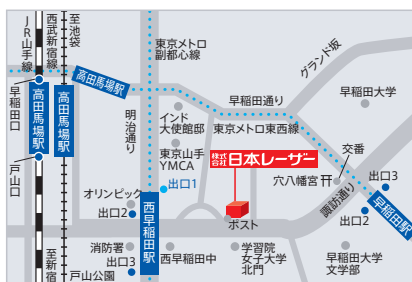 JR山手線
西武新宿線
至池袋
東京メトロ
副都心線
グランド坂
高田馬場駅
早稲田通り
早稲田大学
早稲田口
高田馬場駅
高田馬場駅
明治通り
インド
大使館邸
東京メトロ東西線
東京山手
YMCA
株式会社日本レーザー
交番
戸山口
出口1
穴八幡宮
諏訪通り
出口3
オリンピック
出口2
西早稲田駅
ポスト
出口2
早稲田駅
消防署
出口3
西早稲田中
学習院
女子大学
北門
早稲田大学
文学部
至新宿
戸山公園